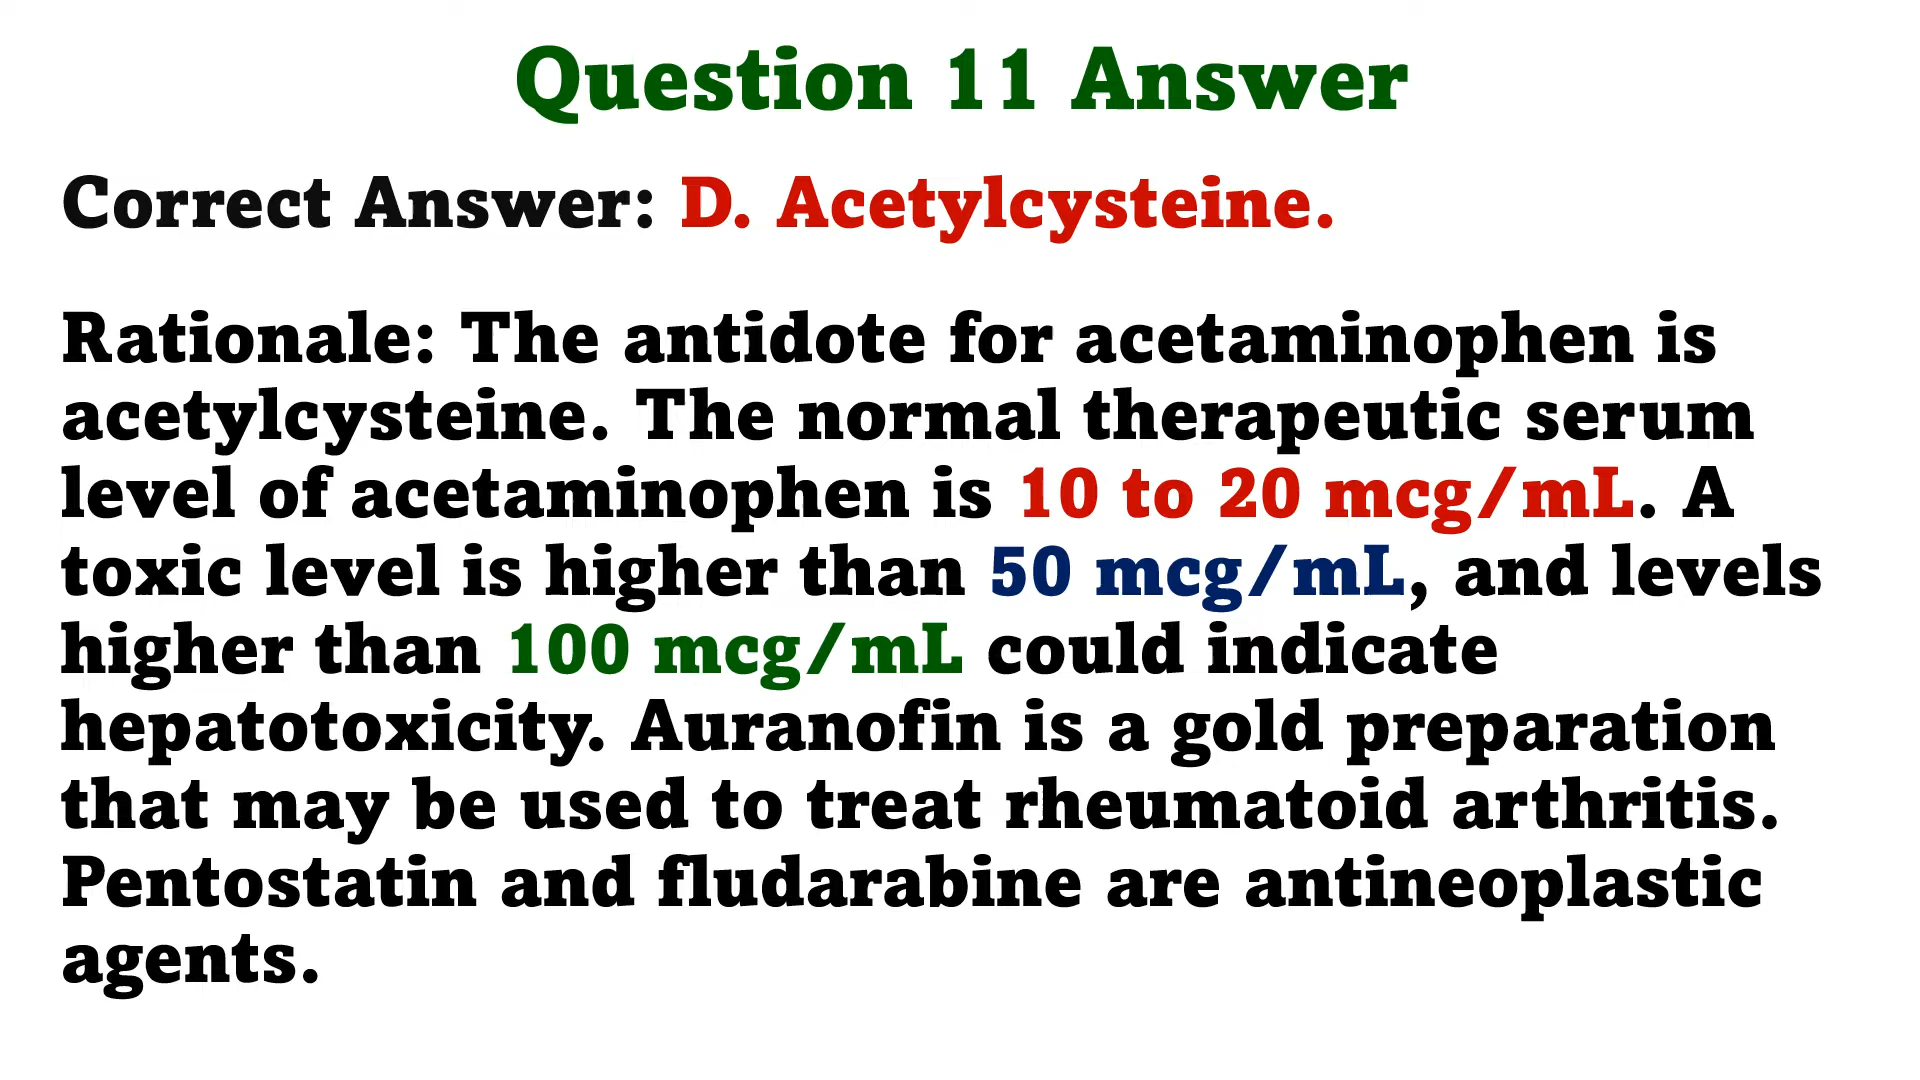 Question 11 Answer
Correct Answer: D. Acetylcysteine.
Rationale: The antidote for acetaminophen is
acetylcysteine. The normal therapeutic serum
level of acetaminophen is 10 to 20 mcg/mL. A
toxic level is higher than 50 mcg/mL, and levels
higher than 100 mcg/mL could indicate
hepatotoxicity. Auranofin is a gold preparation
that may be used to treat rheumatoid arthritis.
Pentostatin and fludarabine are antineoplastic
agents.